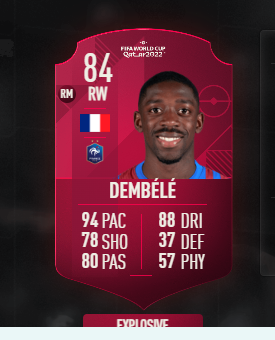 FIFA WORLD CUP
Qatar2022
84
RM
RW
DEMBÉLÉ
94 PAC 88 DRI
78 SHO 37 DEF
80 PAS 57 PHY
EXPLOSIVE